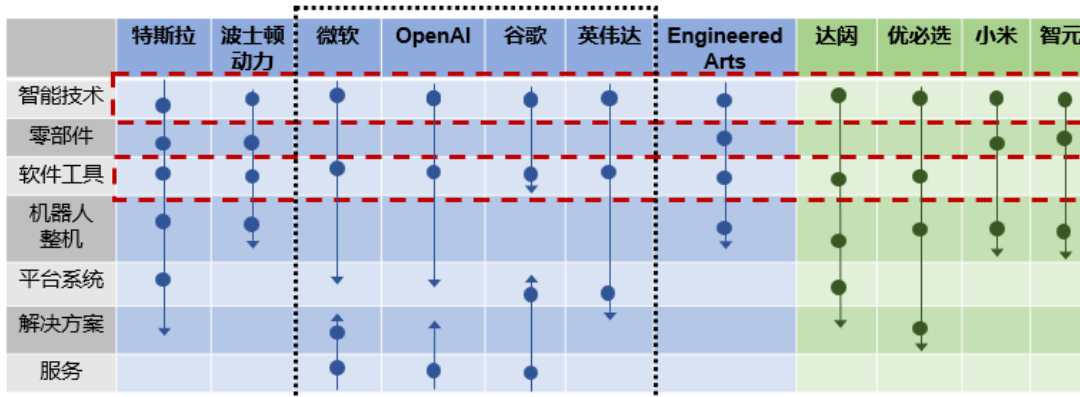 特斯拉 波士顿 微软 OpenAI 谷歌 英伟达 Engineered 达闼 优必选 小米 智元
动力 Arts
智能技术
零部件
软件工具
机器人
整机
平台系统
解决方案
服务